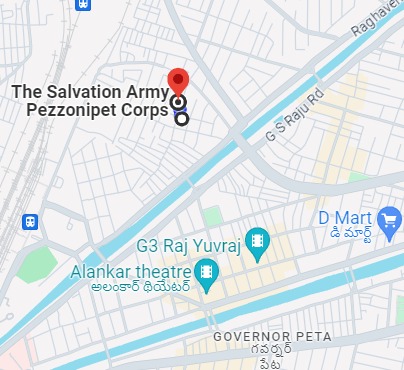 Raghaven
The Salvation Army
Pezzonipet Corps
G S Raju Rd
D Mart
డి మార్ట్
G3 Raj Yuvraj
Alankar theatre
అలంకార్ థియేటర్
GOVERNOR PETA
గవర్నర్
పేట